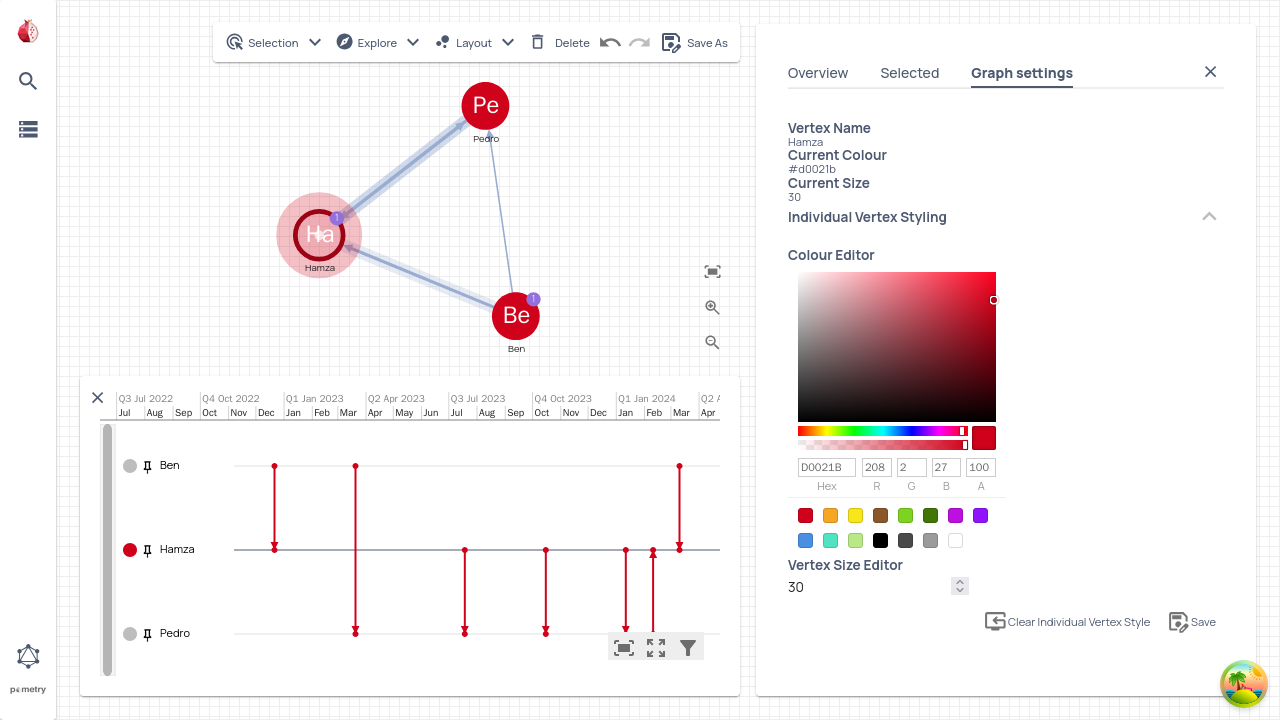 Selection
Explore
Layout
Delete
Save As
Pe
Pedro
Ha
Hamza
Be
Ben
Q3 Jul 2022 Q4 Oct 2022 Q1 Jan 2023 Q2 Apr 2023 Q3 Jul 2023 Q4 Oct 2023 Q1 Jan 2024 Q2 A
Jul Aug Sep Oct Nov Dec Jan Feb Mar Apr May Jun Jul Aug Sep Oct Nov Dec Jan Feb Mar Apr
Ben
Hamza
Pedro
pometry
Overview Selected Graph settings
Vertex Name
Hamza
Current Colour
#d0021b
Current Size
30
Individual Vertex Styling
Colour Editor
D0021B 208 2 27 100
Hex R G B A
Vertex Size Editor
30
Clear Individual Vertex Style Save